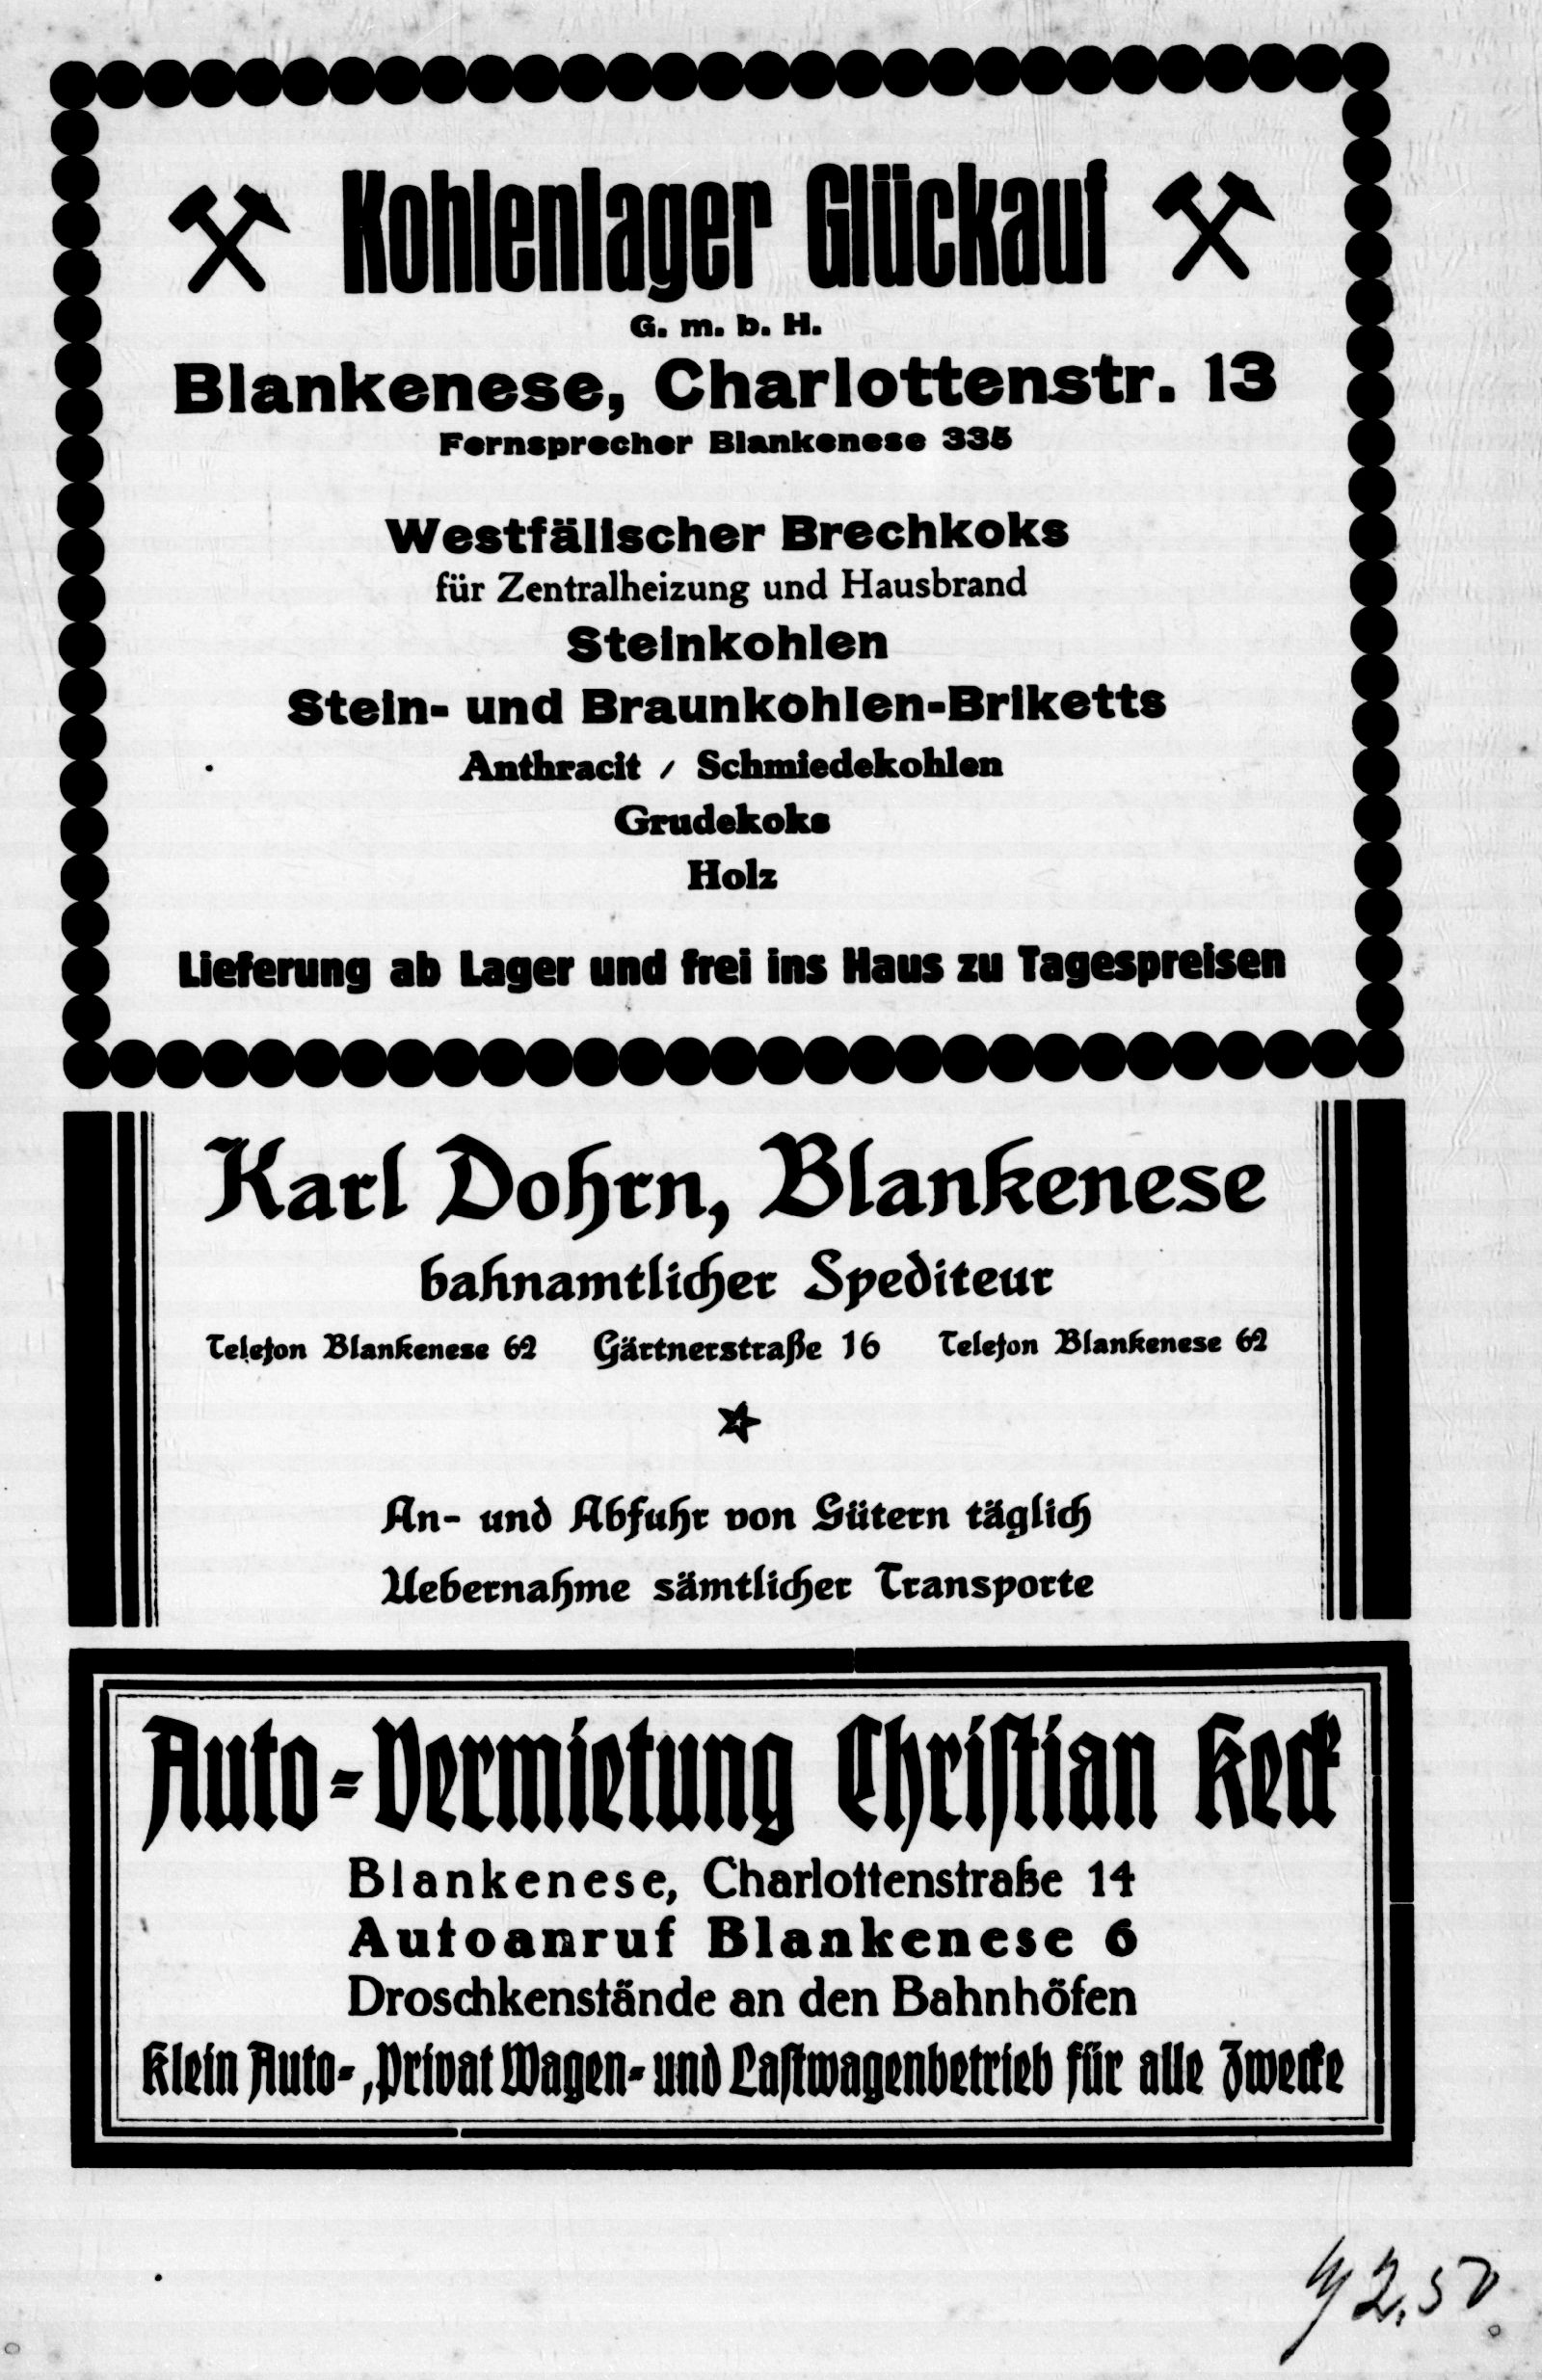 Kohlenlager Glückauf
G. m. b. H.
Blankenese, Charlottenstr. 13
Fernsprecher Blankenese 335
Westfälischer Brechkoks
für Zentralheizung und Hausbrand
Steinkohlen
Stein- und Braunkohlen-Briketts
Anthracit / Schmiedekohlen
Grudekoks
Holz
Lieferung ab Lager und frei ins Haus zu Tagespreisen
Karl Dohrn, Blankenese
bahnamtlicher Spediteur
Telefon Blankenese 62 Gärtnerstraße 16 Telefon Blankenese 62
An- und Abfuhr von Gütern täglich
Uebernahme sämtlicher Transporte
Auto-Vermietung Christian Keck
Blankenese, Charlottenstraße 14
Autoanruf Blankenese 6
Droschkenstände an den Bahnhöfen
Klein Auto-, Privat Wagen- und Lastwagenbetrieb für alle Zwecke
2,50